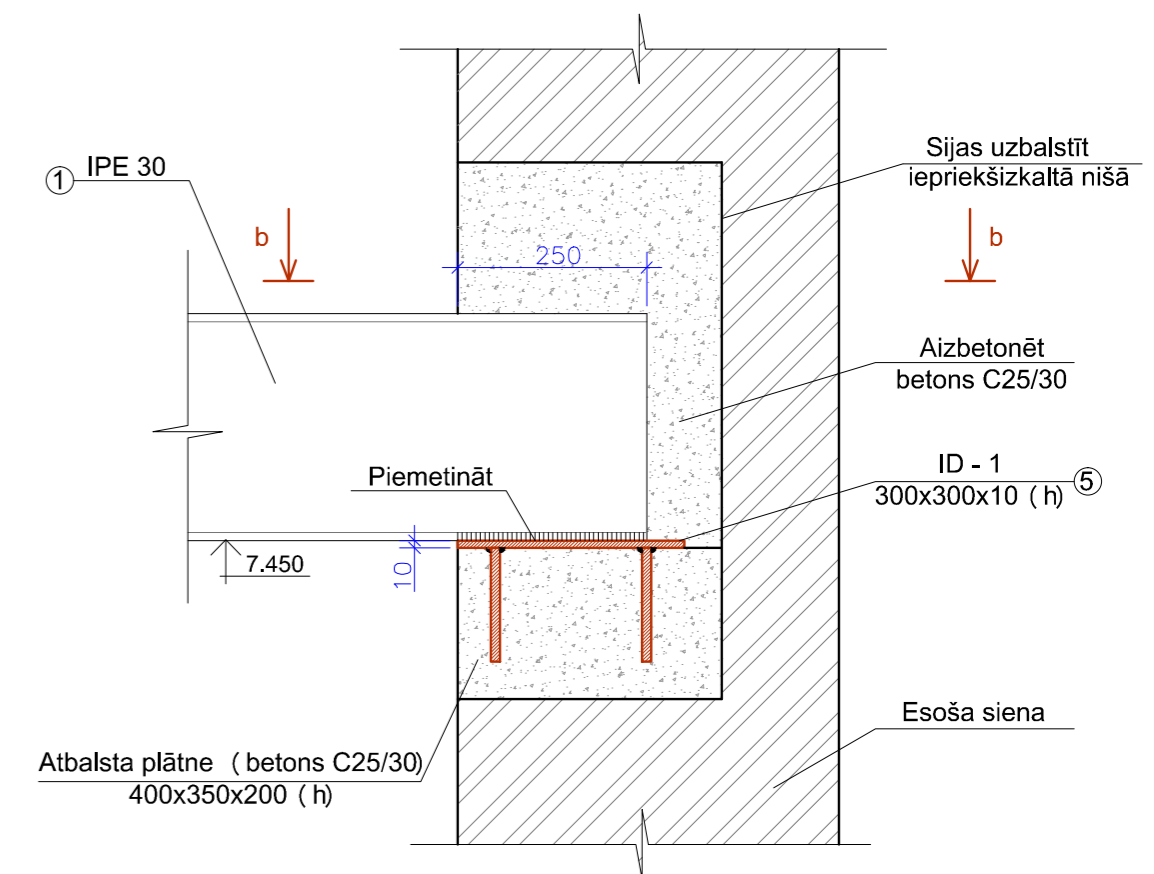 ① IPE 30
Sijas uzbalstīt
iepriekšizkaltā nišā
b
b
250
Aizbetonēt
betons C25/30
Piemetināt
ID - 1
300x300x10 ( h)
⑤
7.450
10
Esoša siena
Atbalsta plātne ( betons C25/30)
400x350x200 ( h)